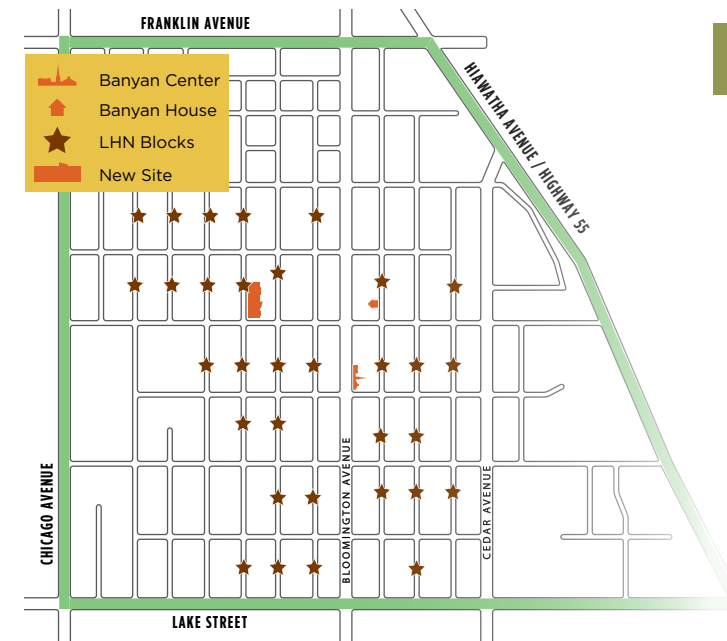 FRANKLIN AVENUE
HIAWATHA AVENUE / HIGHWAY 55
Banyan Center
Banyan House
LHN Blocks
New Site
CHICAGO AVENUE
BLOOMINGTON AVENUE
CEDAR AVENUE
LAKE STREET